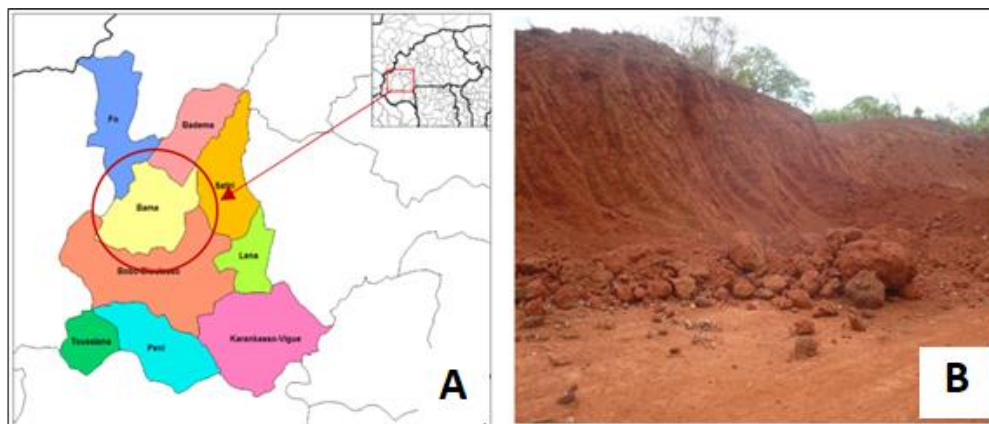 Fo
Badema
Satiri
Bama
Lena
Bobo Dioulasso
Karankasso-Vigue
Toussiana
Peni
A
B